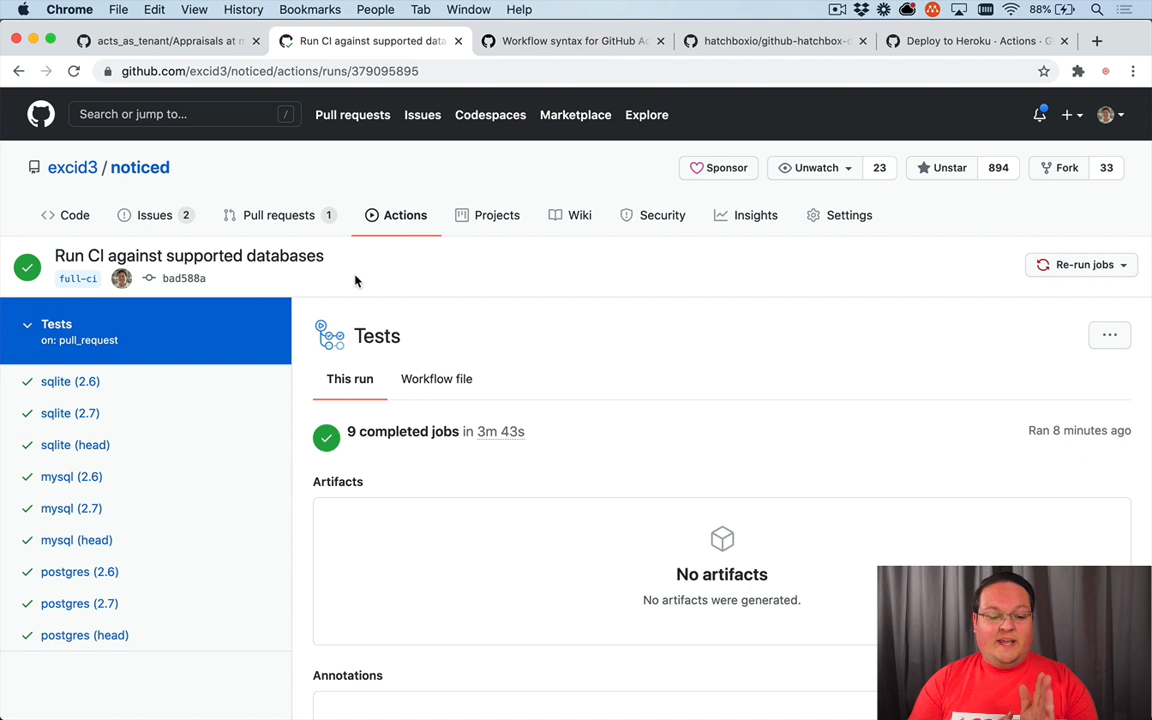 Chrome File Edit View History Bookmarks People Tab Window Help 88%
acts_as_tenant/Appraisals at m
Run CI against supported data
Workflow syntax for GitHub Ac
hatchboxio/github-hatchbox-d
Deploy to Heroku · Actions · G
github.com/excid3/noticed/actions/runs/379095895
Search or jump to... /
Pull requests Issues Codespaces Marketplace Explore
excid3 / noticed
Sponsor Unwatch 23 Unstar 894 Fork 33
Code Issues 2 Pull requests 1 Actions Projects Wiki Security Insights Settings
Run CI against supported databases
full-ci bad588a
Re-run jobs
Tests
on: pull_request
sqlite (2.6)
sqlite (2.7)
sqlite (head)
mysql (2.6)
mysql (2.7)
mysql (head)
postgres (2.6)
postgres (2.7)
postgres (head)
Tests
This run Workflow file
9 completed jobs in 3m 43s
Ran 8 minutes ago
Artifacts
No artifacts
No artifacts were generated.
Annotations